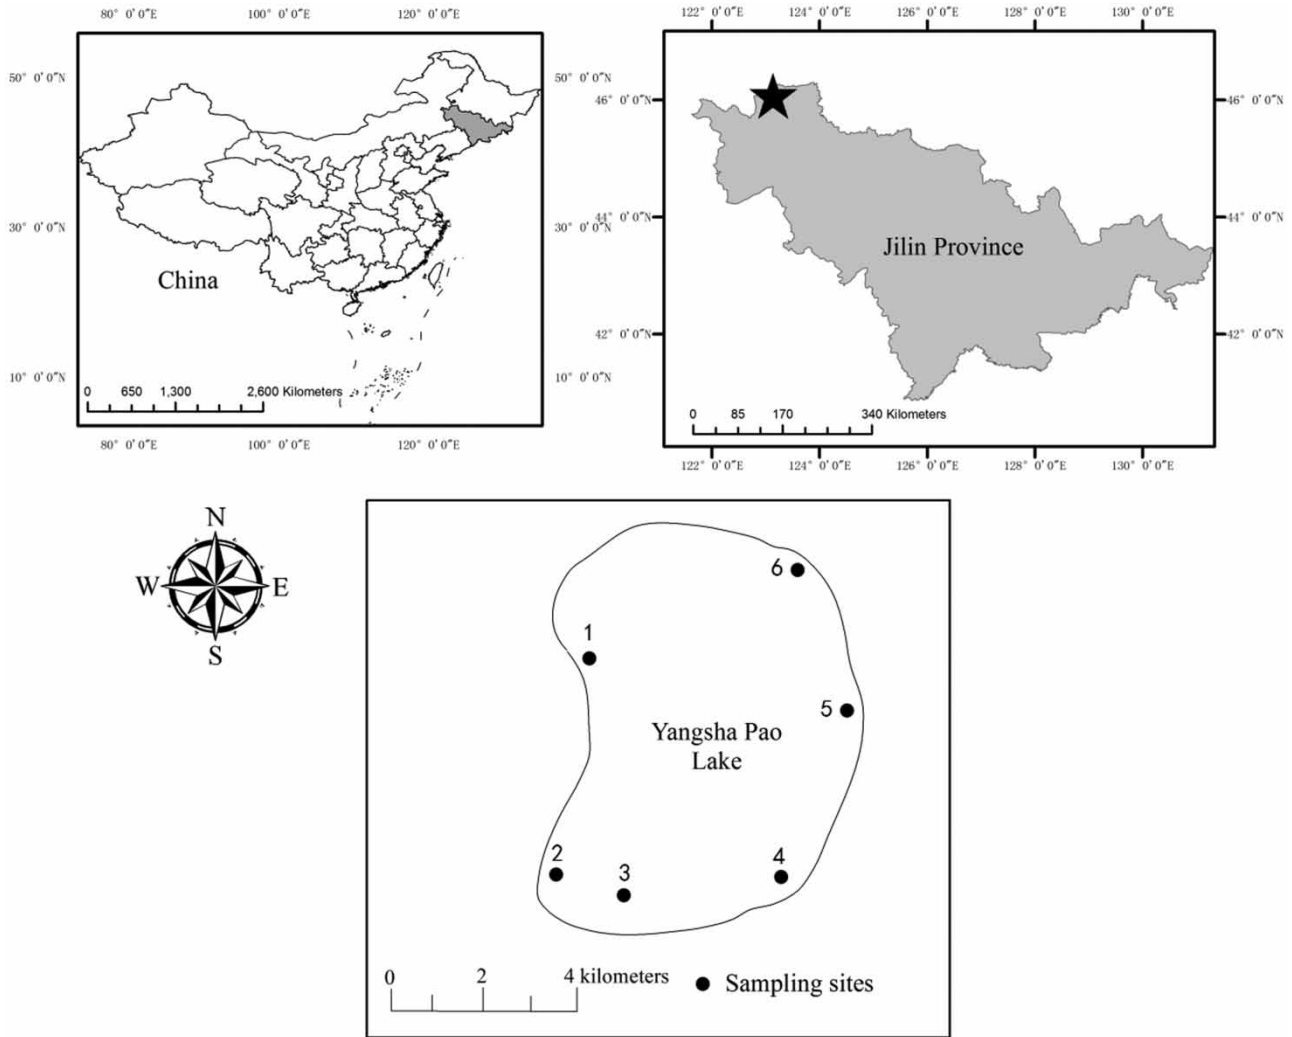 80° 0′0″E 100° 0′0″E 120° 0′0″E
50° 0′0″N 50° 0′0″N
30° 0′0″N 30° 0′0″N
China
10° 0′0″N 10° 0′0″N
0 650 1,300 2,600 Kilometers
80° 0′0″E 100° 0′0″E 120° 0′0″E
122° 0′0″E 124° 0′0″E 126° 0′0″E 128° 0′0″E 130° 0′0″E
46° 0′0″N 46° 0′0″N
44° 0′0″N 44° 0′0″N
Jilin Province
42° 0′0″N 42° 0′0″N
0 85 170 340 Kilometers
122° 0′0″E 124° 0′0″E 126° 0′0″E 128° 0′0″E 130° 0′0″E
N
W E
S
6
1
5
Yangsha Pao
Lake
2
3
4
0 2 4 kilometers
Sampling sites